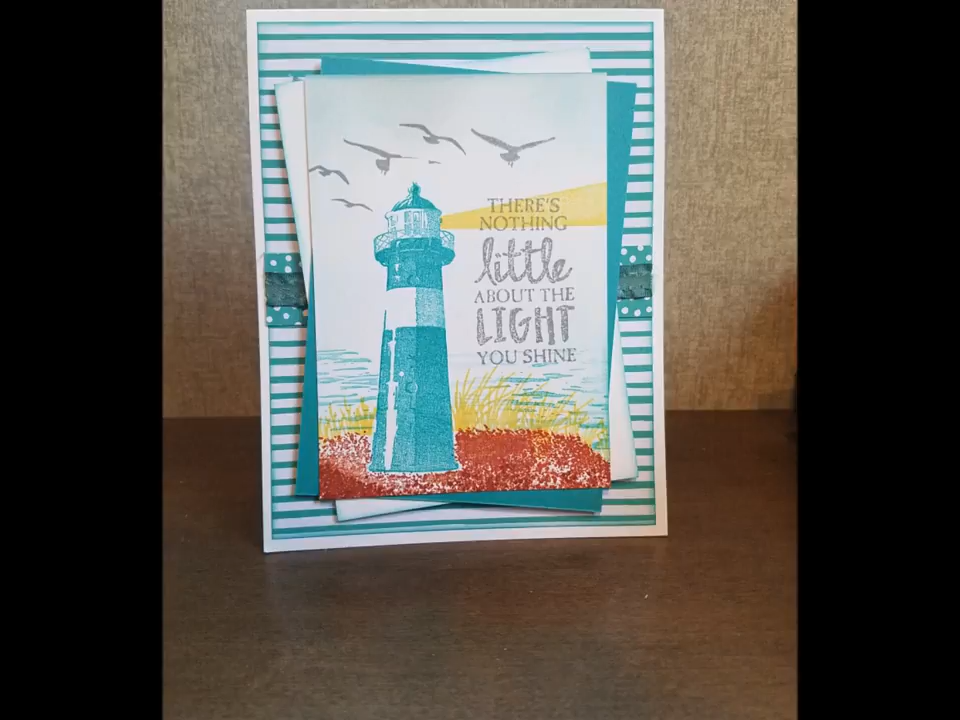 THERE'S
NOTHING
little
ABOUT THE
LIGHT
YOU SHINE